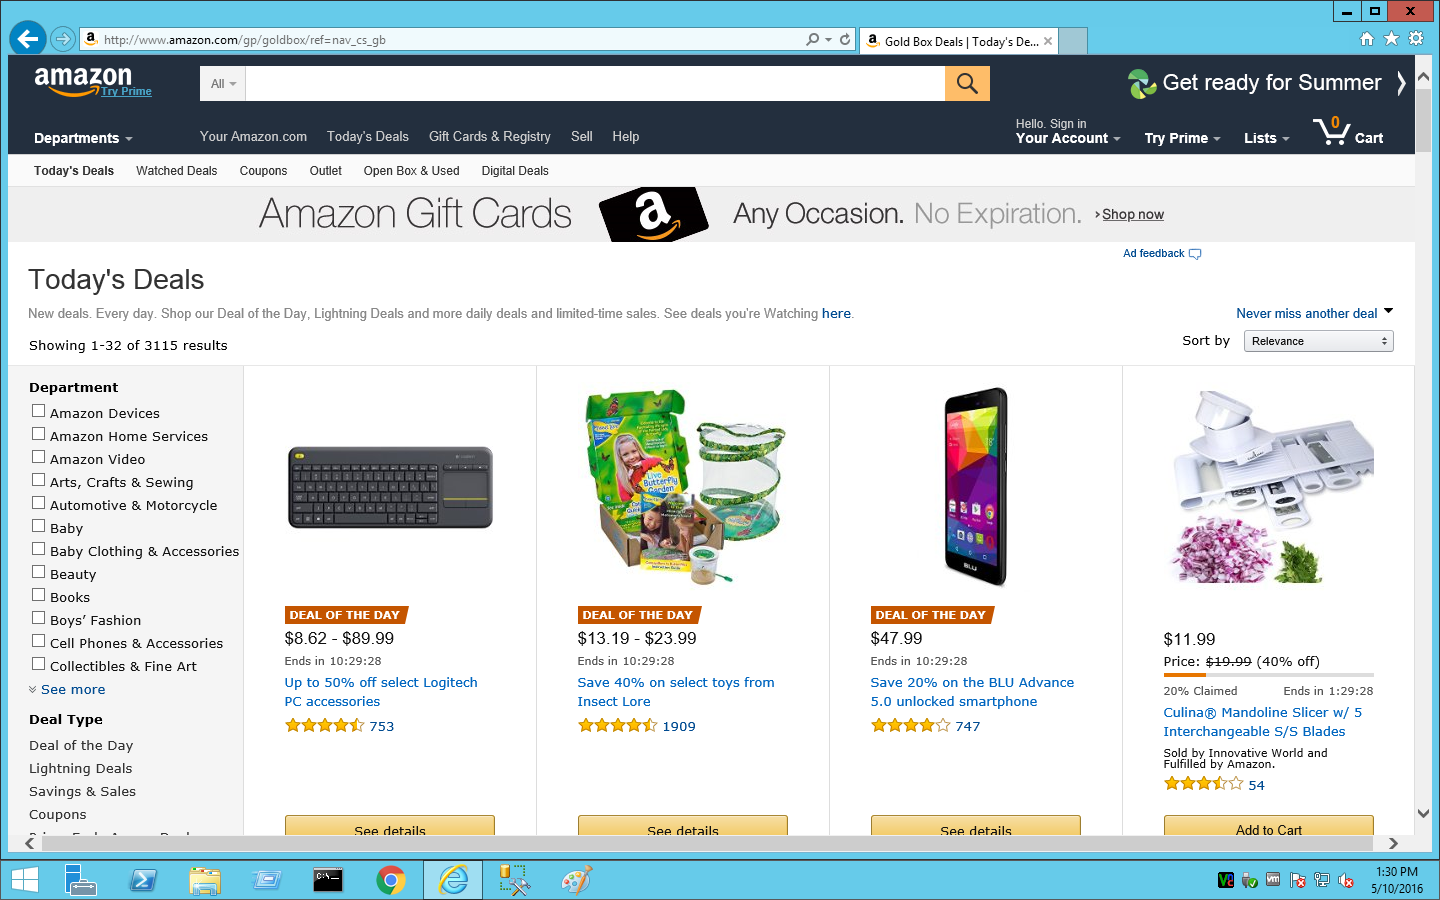 http://www.amazon.com/gp/goldbox/ref=nav_cs_gb
Gold Box Deals | Today's De...
amazon
Try Prime
All
Get ready for Summer
Departments
Your Amazon.com
Today's Deals
Gift Cards & Registry
Sell
Help
Hello. Sign in
Your Account
Try Prime
Lists
0
Cart
Today's Deals
Watched Deals
Coupons
Outlet
Open Box & Used
Digital Deals
Amazon Gift Cards
a
Any Occasion. No Expiration.
Shop now
Ad feedback
Today's Deals
New deals. Every day. Shop our Deal of the Day, Lightning Deals and more daily deals and limited-time sales. See deals you're Watching here.
Never miss another deal
Showing 1-32 of 3115 results
Sort by
Relevance
Department
Amazon Devices
Amazon Home Services
Amazon Video
Arts, Crafts & Sewing
Automotive & Motorcycle
Baby
Baby Clothing & Accessories
Beauty
Books
Boys’ Fashion
Cell Phones & Accessories
Collectibles & Fine Art
See more
Deal Type
Deal of the Day
Lightning Deals
Savings & Sales
Coupons
DEAL OF THE DAY
$8.62 - $89.99
Ends in 10:29:28
Up to 50% off select Logitech
PC accessories
753
See details
Live
Butterfly
Garden
DEAL OF THE DAY
$13.19 - $23.99
Ends in 10:29:28
Save 40% on select toys from
Insect Lore
1909
See details
BLU
DEAL OF THE DAY
$47.99
Ends in 10:29:28
Save 20% on the BLU Advance
5.0 unlocked smartphone
747
See details
$11.99
Price: $19.99 (40% off)
20% Claimed
Ends in 1:29:28
Culina® Mandoline Slicer w/ 5
Interchangeable S/S Blades
Sold by Innovative World and
Fulfilled by Amazon.
54
Add to Cart
1:30 PM
5/10/2016